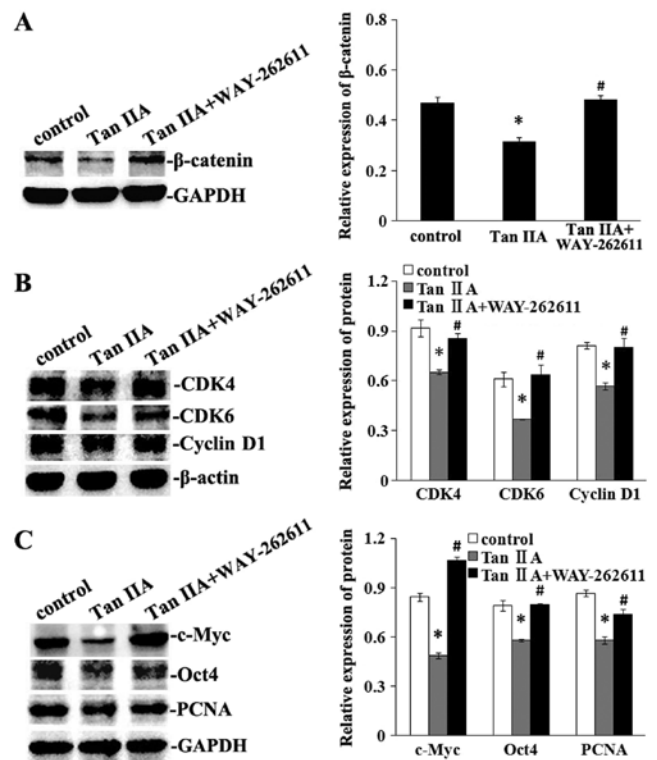 A
control
Tan IIA
Tan IIA+WAY-262611
-β-catenin
-GAPDH
Relative expression of β-catenin
0.6
0.4
0.2
0
*
#
control
Tan IIA
Tan IIA+
WAY-262611
B
control
Tan IIA
Tan IIA+WAY-262611
-CDK4
-CDK6
-Cyclin D1
-β-actin
Relative expression of protein
control
Tan ⅡA
Tan ⅡA+WAY-262611
1.2
0.9
0.6
0.3
*
#
*
#
*
#
CDK4
CDK6
Cyclin D1
C
control
Tan IIA
Tan IIA+WAY-262611
-c-Myc
-Oct4
-PCNA
-GAPDH
Relative expression of protein
control
Tan ⅡA
Tan ⅡA+WAY-262611
1.2
0.9
0.6
0.3
*
#
*
#
*
#
c-Myc
Oct4
PCNA